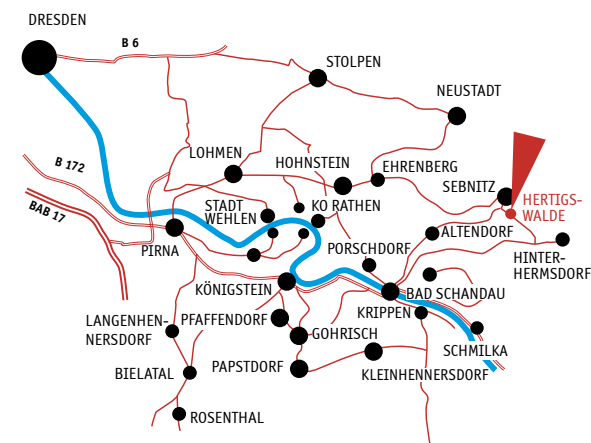 DRESDEN
B 6
STOLPEN
NEUSTADT
B 172
LOHMEN
HOHNSTEIN
EHRENBERG
SEBNITZ
BAB 17
STADT
WEHLEN
KO RATHEN
HERTIGS-
WALDE
PIRNA
PORSCHDORF
ALTENDORF
HINTER-
HERMSDORF
KÖNIGSTEIN
BAD SCHANDAU
KRIPPEN
LANGENHEN-
NERSDORF
PFAFFENDORF
GOHRISCH
SCHMILKA
BIELATAL
PAPSTDORF
KLEINHENNERSDORF
ROSENTHAL